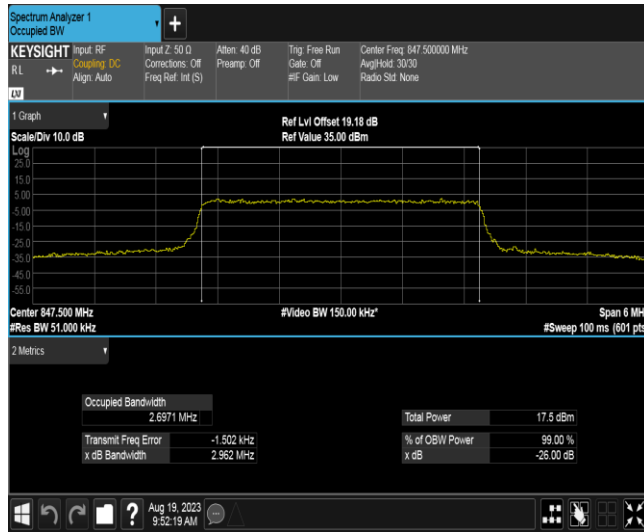 Spectrum Analyzer 1
Occupied BW
+
KEYSIGHT Input: RF Input Z: 50 Ω Atten: 40 dB Trig: Free Run Center Freq: 847.500000 MHz
RL Coupling: DC Corrections: Off Preamp: Off Gate: Off Avg|Hold: 30/30
Align: Auto Freq Ref: Int (S) #IF Gain: Low Radio Std: None
LXI
1 Graph Ref Lvl Offset 19.18 dB
Scale/Div 10.0 dB Ref Value 35.00 dBm
Log
25.0
15.0
5.00
-5.00
-15.0
-25.0
-35.0
-45.0
-55.0
Center 847.500 MHz #Video BW 150.00 kHz* Span 6 MH
#Res BW 51.000 kHz #Sweep 100 ms (601 pts
2 Metrics
Occupied Bandwidth
2.6971 MHz Total Power 17.5 dBm
Transmit Freq Error -1.502 kHz % of OBW Power 99.00 %
x dB Bandwidth 2.962 MHz x dB -26.00 dB
? Aug 19, 2023
9:52:19 AM